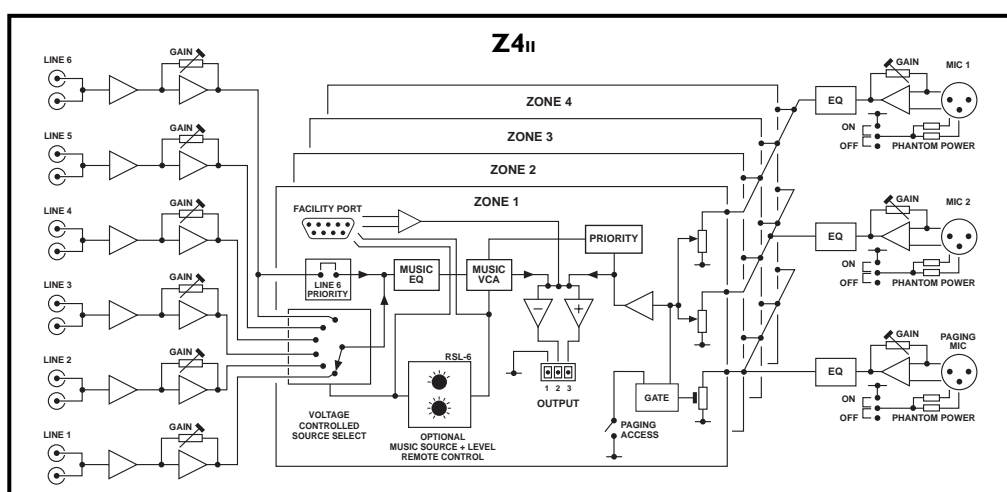 Z4II
LINE 6
GAIN
LINE 5
GAIN
LINE 4
GAIN
LINE 3
GAIN
LINE 2
GAIN
LINE 1
GAIN
ZONE 4
ZONE 3
ZONE 2
ZONE 1
FACILITY PORT
LINE 6
PRIORITY
MUSIC
EQ
MUSIC
VCA
PRIORITY
VOLTAGE
CONTROLLED
SOURCE SELECT
RSL-6
OPTIONAL
MUSIC SOURCE + LEVEL
REMOTE CONTROL
1 2 3
OUTPUT
PAGING
ACCESS
GATE
EQ
GAIN
MIC 1
ON
OFF
PHANTOM POWER
EQ
GAIN
MIC 2
ON
OFF
PHANTOM POWER
EQ
GAIN
PAGING
MIC
ON
OFF
PHANTOM POWER